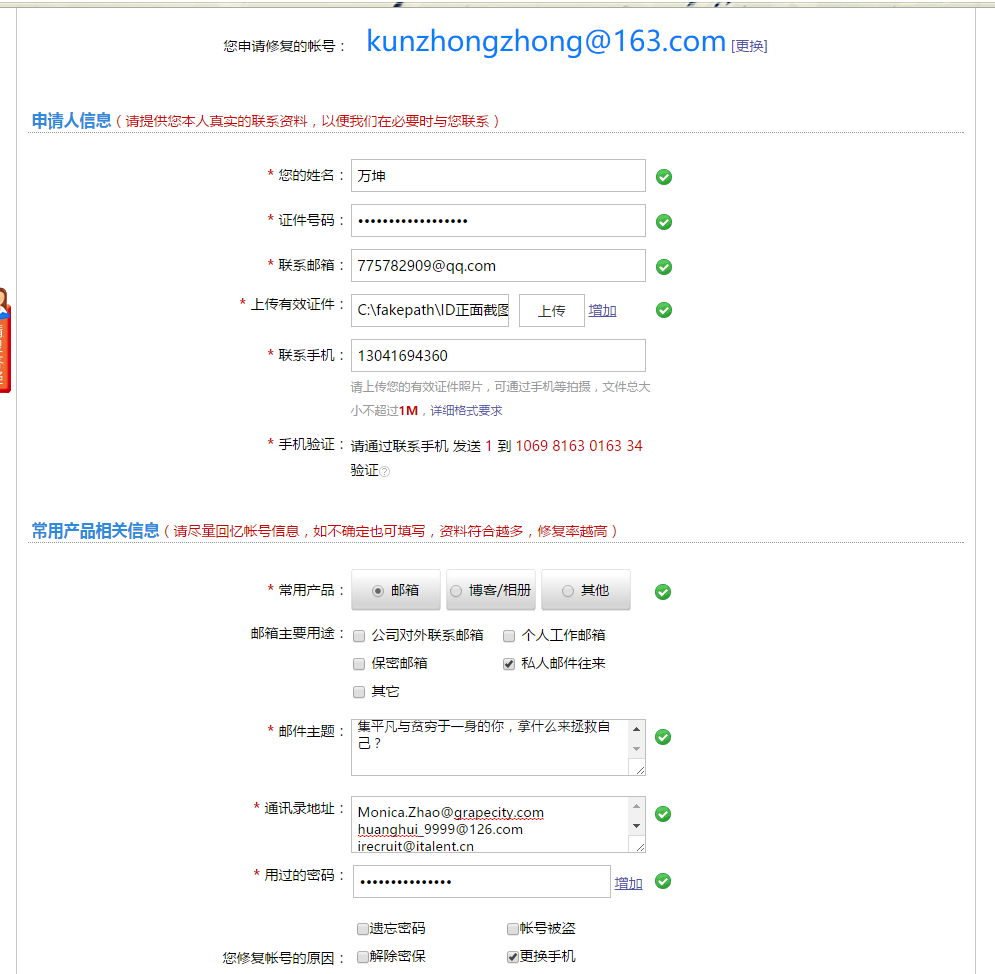 您申请修复的帐号： kunzhongzhong@163.com [更换]
申请人信息（请提供您本人真实的联系资料，以便我们在必要时与您联系）
* 您的姓名： 万坤
* 证件号码： ••••••••••••••••••
* 联系邮箱： 775782909@qq.com
* 上传有效证件： C:\fakepath\ID正面截图 上传 增加
* 联系手机： 13041694360
请上传您的有效证件照片，可通过手机等拍摄，文件总大
小不超过1M，详细格式要求
* 手机验证： 请通过联系手机 发送 1 到 1069 8163 0163 34
验证?
常用产品相关信息（请尽量回忆帐号信息，如不确定也可填写，资料符合越多，修复率越高）
* 常用产品： 邮箱 博客/相册 其他
邮箱主要用途： 公司对外联系邮箱 个人工作邮箱
保密邮箱 私人邮件往来
其它
* 邮件主题： 集平凡与贫穷于一身的你，拿什么来拯救自
己？
* 通讯录地址： Monica.Zhao@grapecity.com
huanghui_9999@126.com
irecruit@italent.cn
* 用过的密码： ••••••••••••••• 增加
遗忘密码 帐号被盗
您修复帐号的原因： 解除密保 更换手机